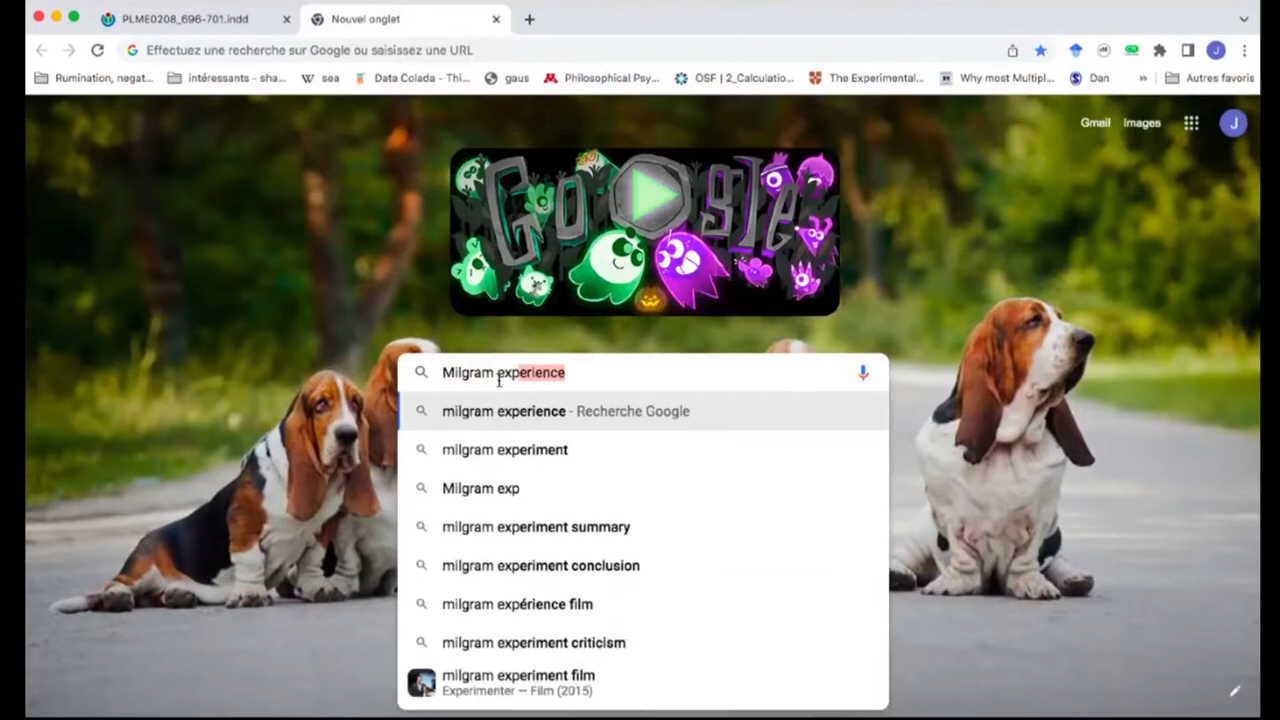 PLME0208_696-701.indd
Nouvel onglet
Effectuez une recherche sur Google ou saisissez une URL
Rumination, negat...
intéressants - sha...
W sea
Data Colada - Thi...
gaus
Philosophical Psy...
OSF | 2_Calculatio...
The Experimental...
Why most Multipl...
Dan
»
Autres favoris
Gmail
Images
J
Google
Milgram experience
milgram experience - Recherche Google
milgram experiment
Milgram exp
milgram experiment summary
milgram experiment conclusion
milgram expérience film
milgram experiment criticism
milgram experiment film
Experimenter — Film (2015)